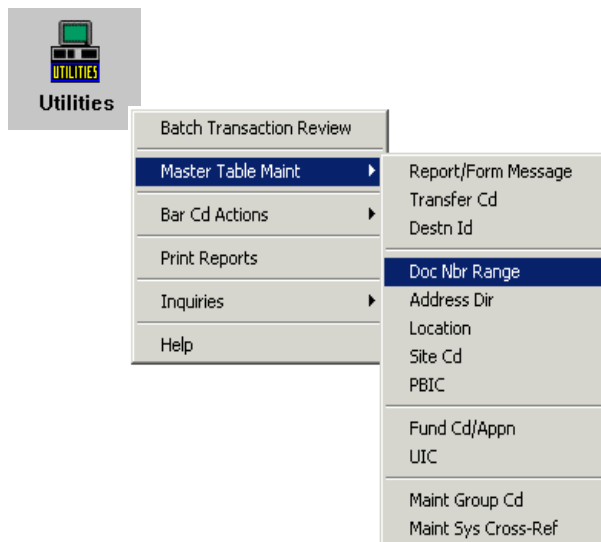 UTILITIES
Utilities
Batch Transaction Review
Master Table Maint
Bar Cd Actions
Print Reports
Inquiries
Help
Report/Form Message
Transfer Cd
Destn Id
Doc Nbr Range
Address Dir
Location
Site Cd
PBIC
Fund Cd/Appn
UIC
Maint Group Cd
Maint Sys Cross-Ref